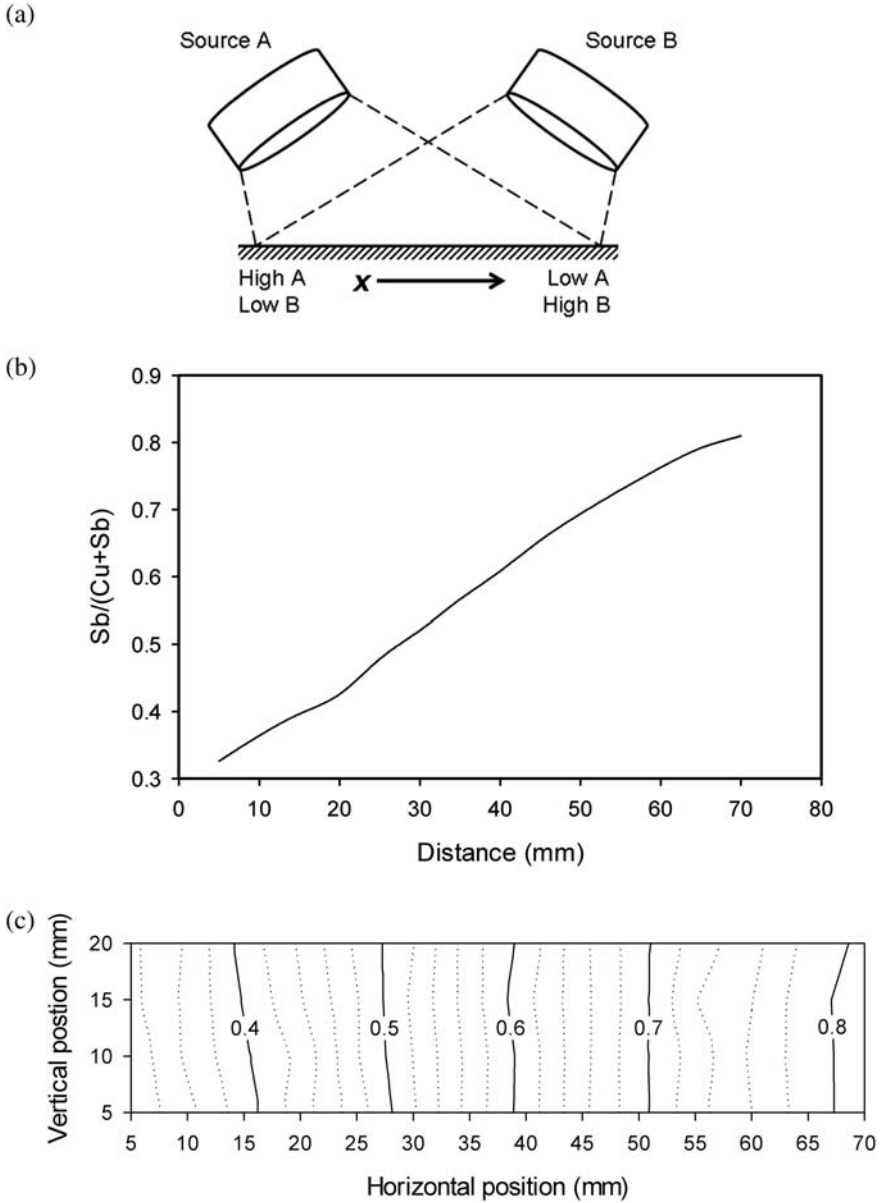 (a)
Source A
Source B
High A
Low B
x
Low A
High B
(b)
Sb/(Cu+Sb)
0.9
0.8
0.7
0.6
0.5
0.4
0.3
0 10 20 30 40 50 60 70 80
Distance (mm)
(c)
Vertical postion (mm)
20
15
10
5
0.4 0.5 0.6 0.7 0.8
5 10 15 20 25 30 35 40 45 50 55 60 65 70
Horizontal position (mm)